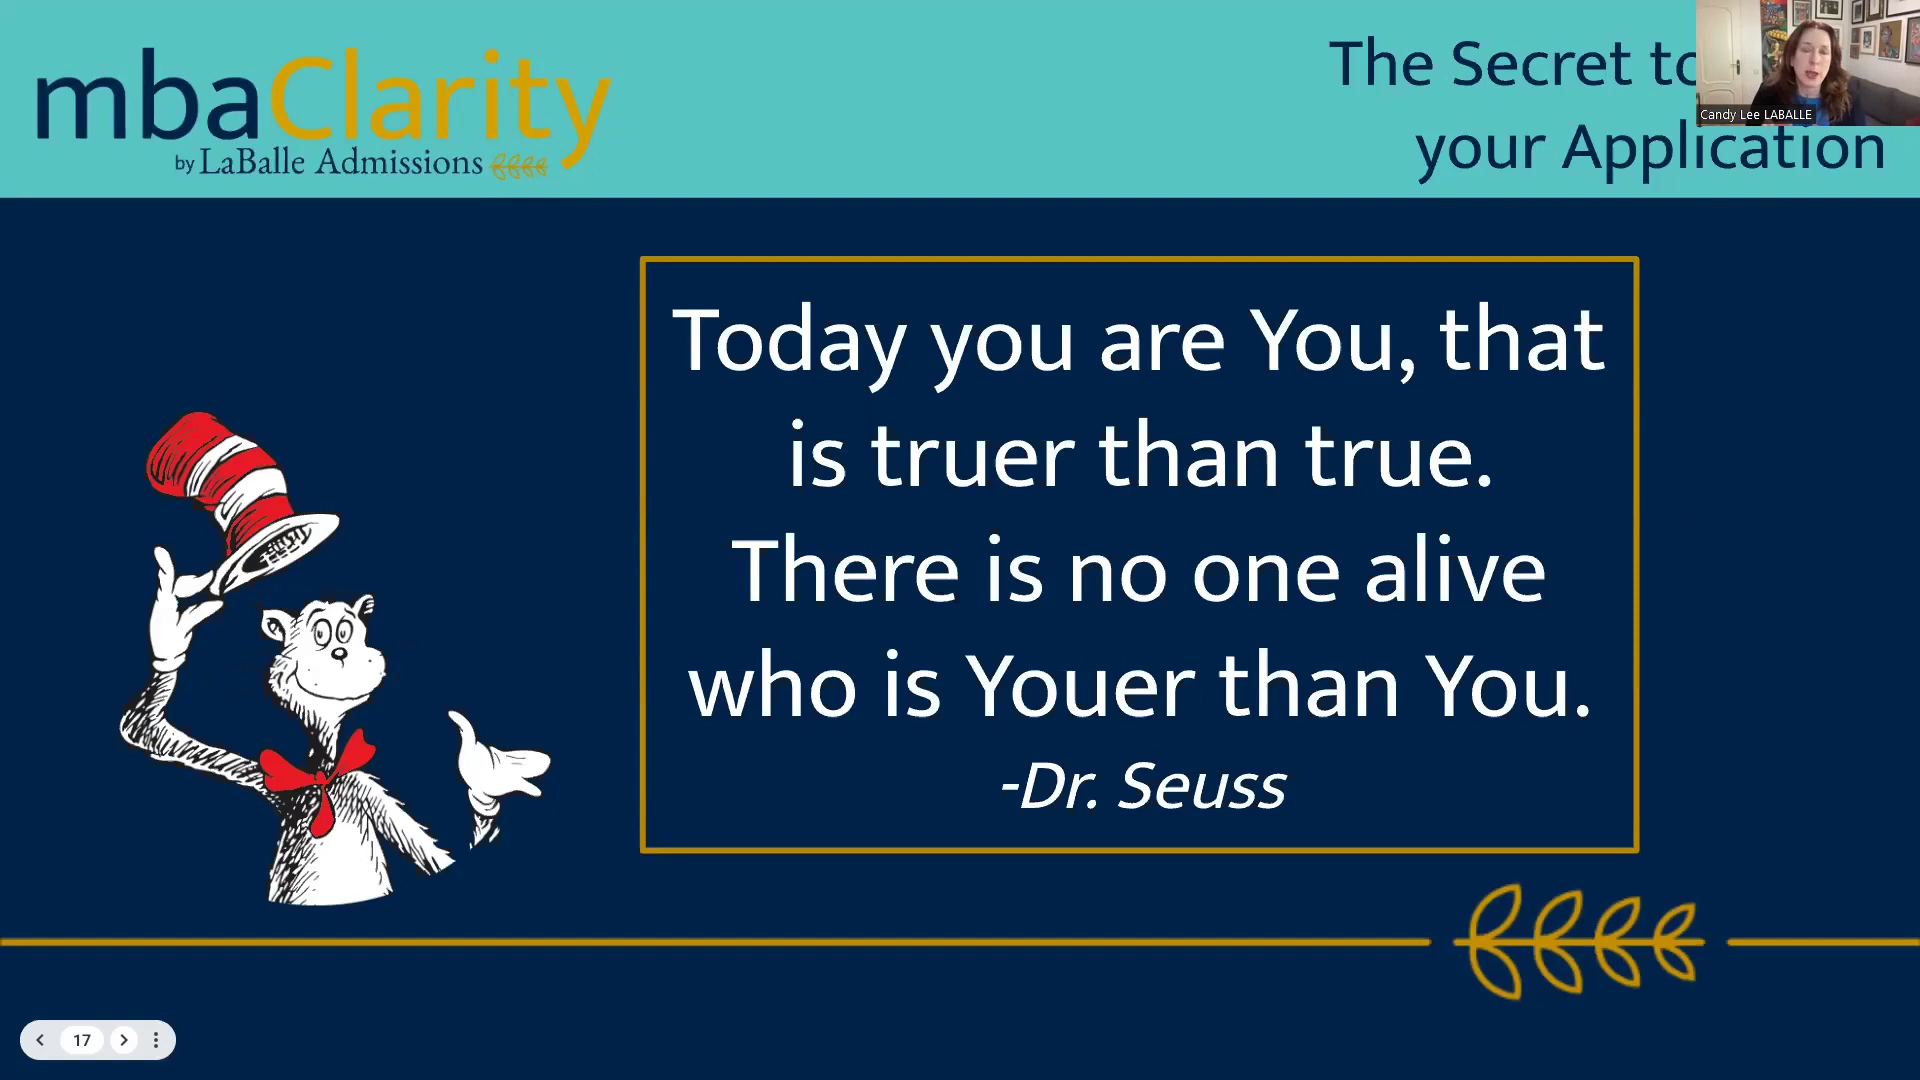 mbaClarity
by LaBalle Admissions
The Secret to
your Application
Candy Lee LABALLE
Today you are You, that
is truer than true.
There is no one alive
who is Youer than You.
-Dr. Seuss
17